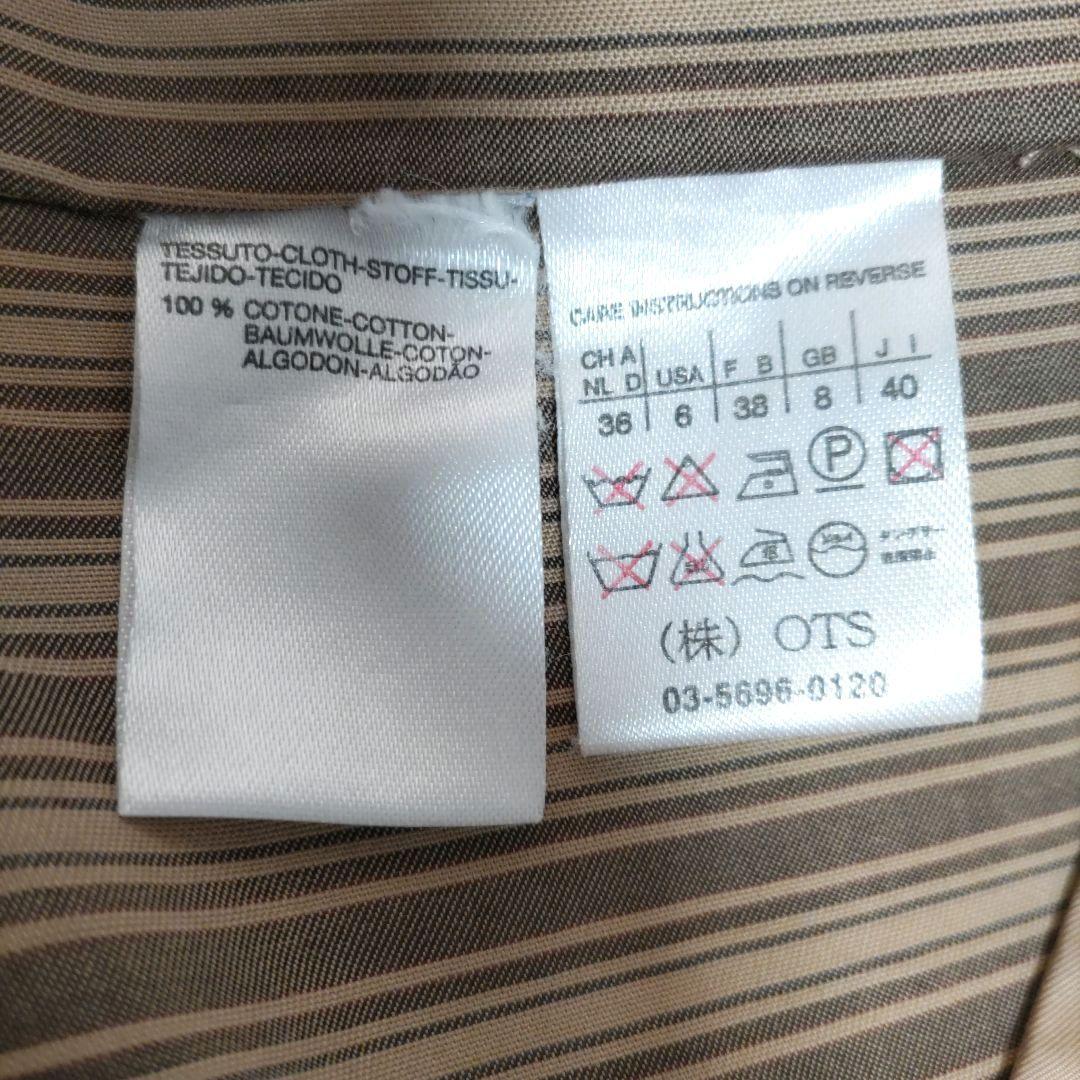 TESSUTO-CLOTH-STOFF-TISSU-
TEJIDO-TECIDO
100 % COTONE-COTTON-
BAUMWOLLE-COTON-
ALGODON-ALGODÃO
CARE INSTRUCTIONS ON REVERSE
CH A USA F B GB J I
NL D
36 6 38 8 40
P
(株) OTS
03-5696-0120